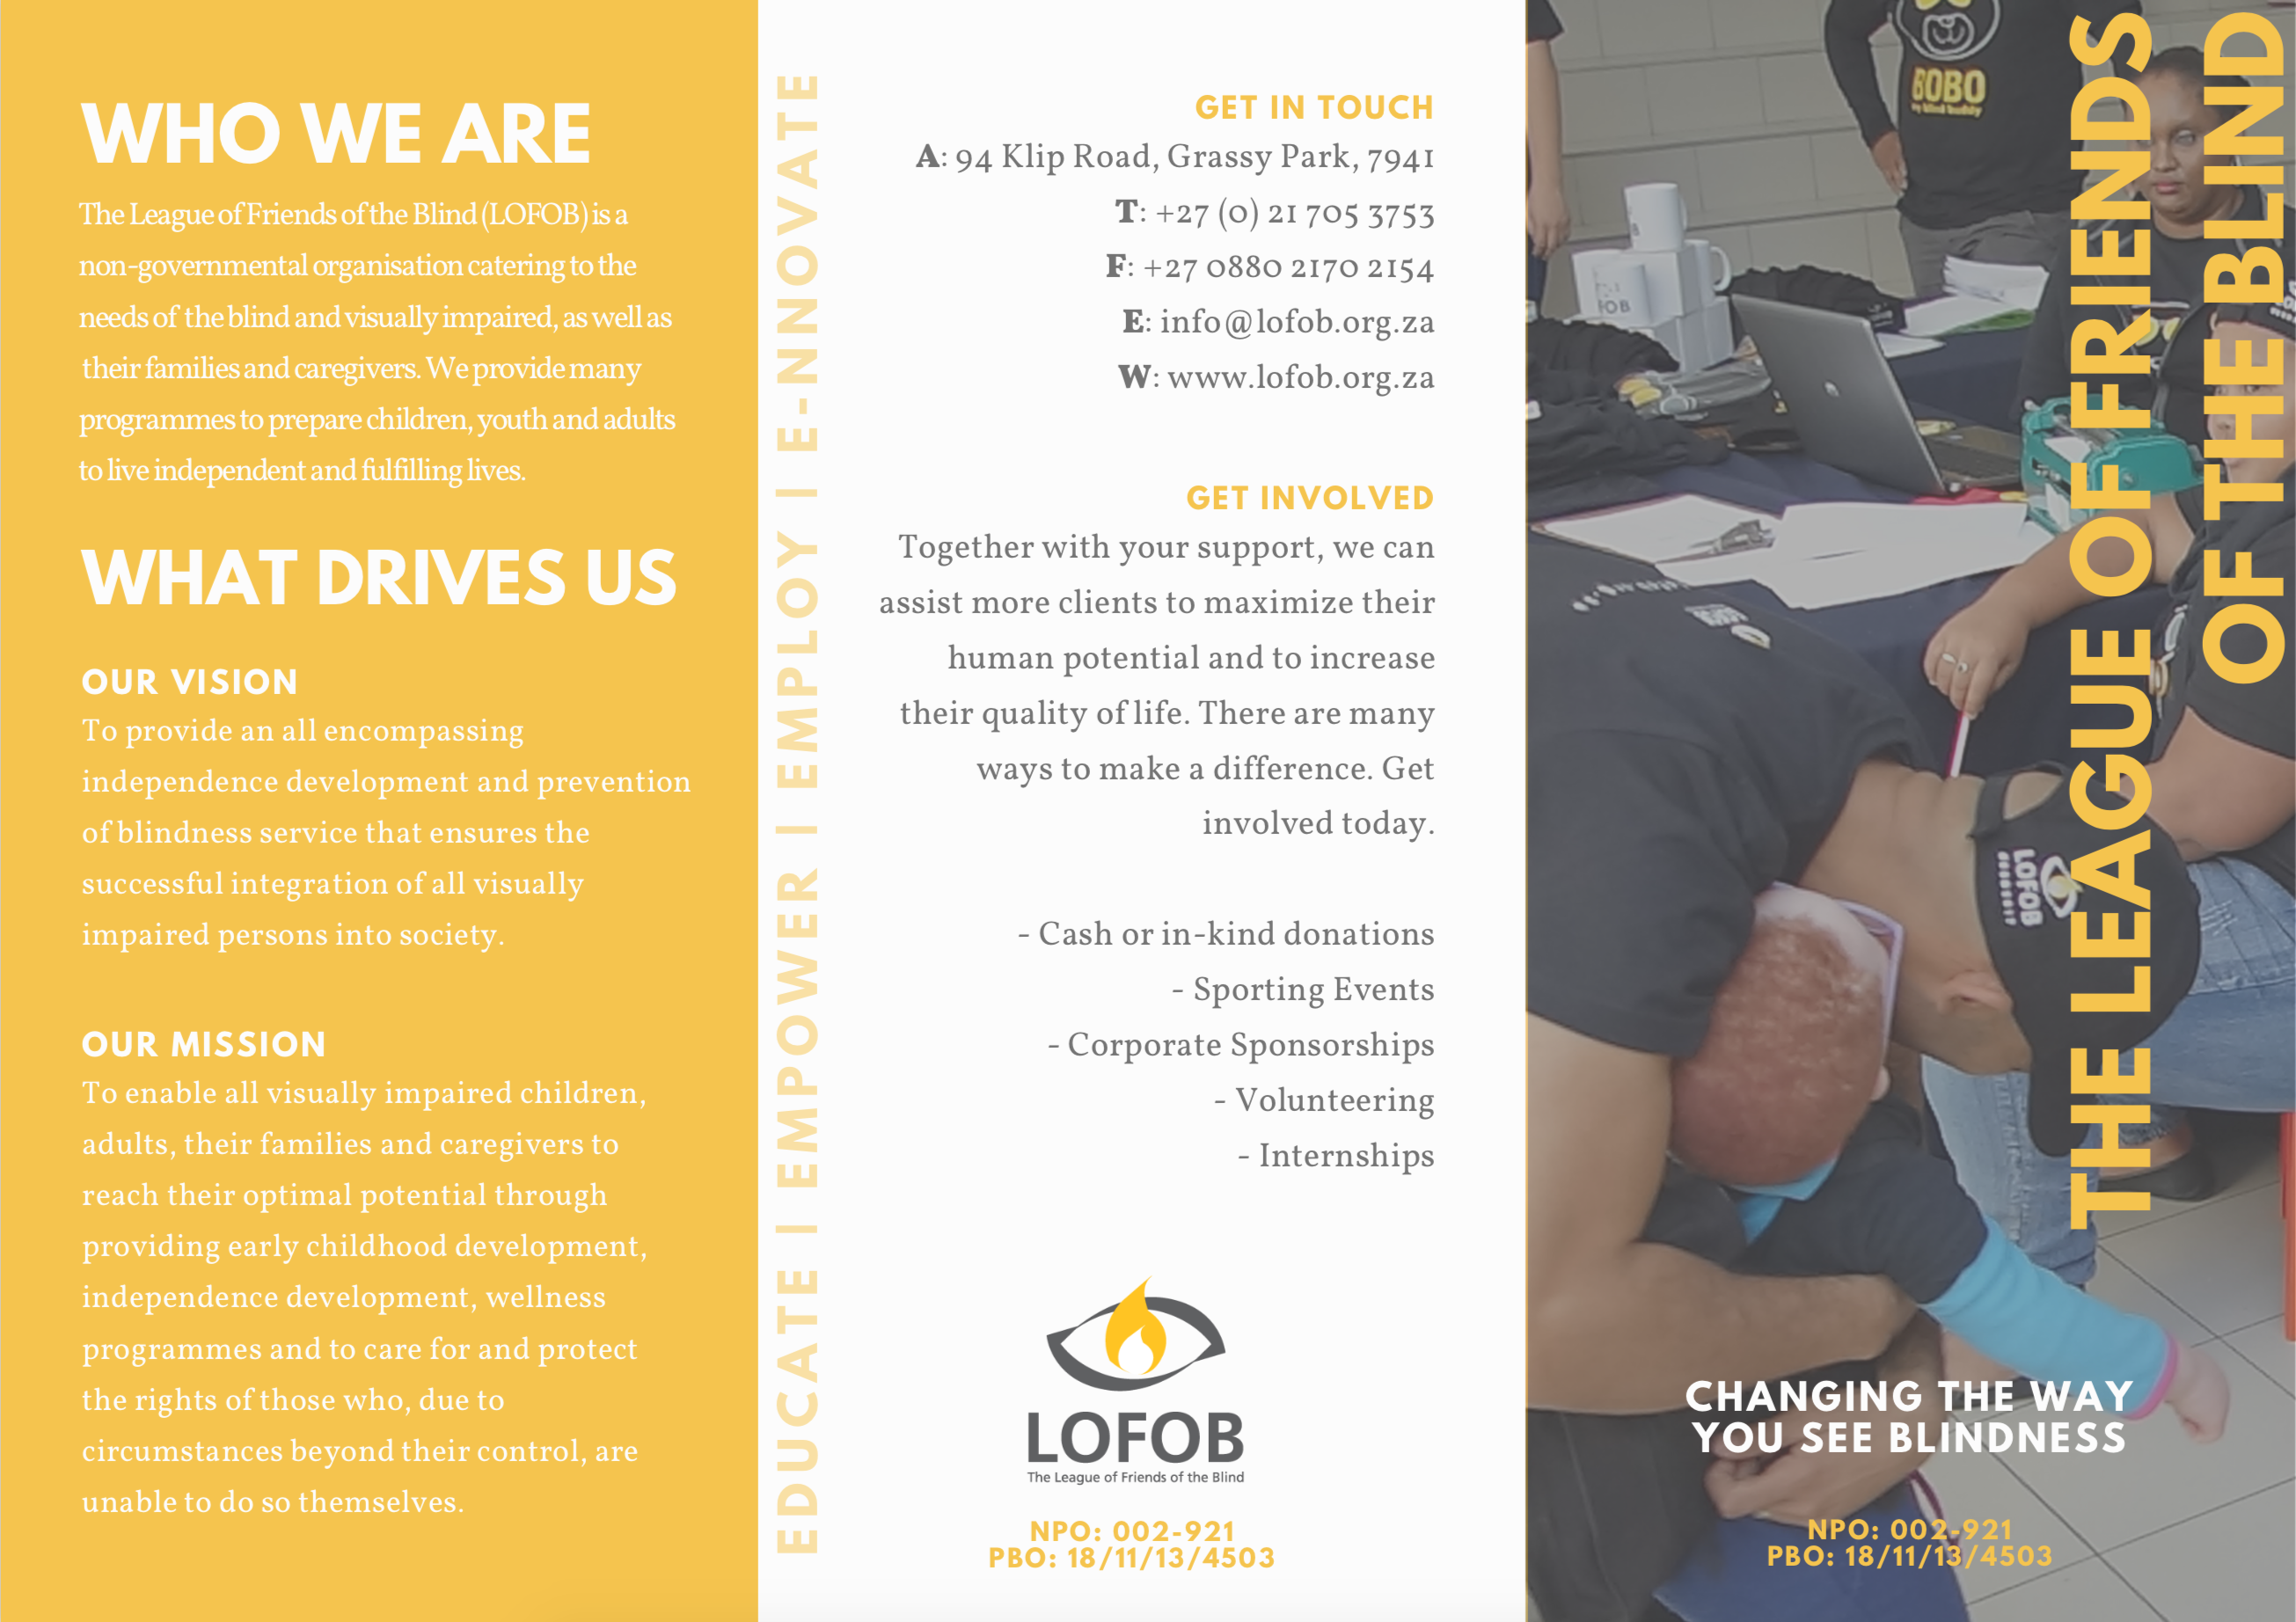 WHO WE ARE
The League of Friends of the Blind (LOFOB) is a
non-governmental organisation catering to the
needs of the blind and visually impaired, as well as
their families and caregivers. We provide many
programmes to prepare children, youth and adults
to live independent and fulfilling lives.
WHAT DRIVES US
OUR VISION
To provide an all encompassing
independence development and prevention
of blindness service that ensures the
successful integration of all visually
impaired persons into society.
OUR MISSION
To enable all visually impaired children,
adults, their families and caregivers to
reach their optimal potential through
providing early childhood development,
independence development, wellness
programmes and to care for and protect
the rights of those who, due to
circumstances beyond their control, are
unable to do so themselves.
EDUCATE | EMPOWER | EMPLOY | E-NNOVATE
GET IN TOUCH
A: 94 Klip Road, Grassy Park, 7941
T: +27 (0) 21 705 3753
F: +27 0880 2170 2154
E: info@lofob.org.za
W: www.lofob.org.za
GET INVOLVED
Together with your support, we can
assist more clients to maximize their
human potential and to increase
their quality of life. There are many
ways to make a difference. Get
involved today.
- Cash or in-kind donations
- Sporting Events
- Corporate Sponsorships
- Volunteering
- Internships
LOFOB
The League of Friends of the Blind
NPO: 002-921
PBO: 18/11/13/4503
THE LEAGUE OF FRIENDS
OF THE BLIND
BOBO
my blind buddy
LOFOB
CHANGING THE WAY
YOU SEE BLINDNESS
NPO: 002-921
PBO: 18/11/13/4503